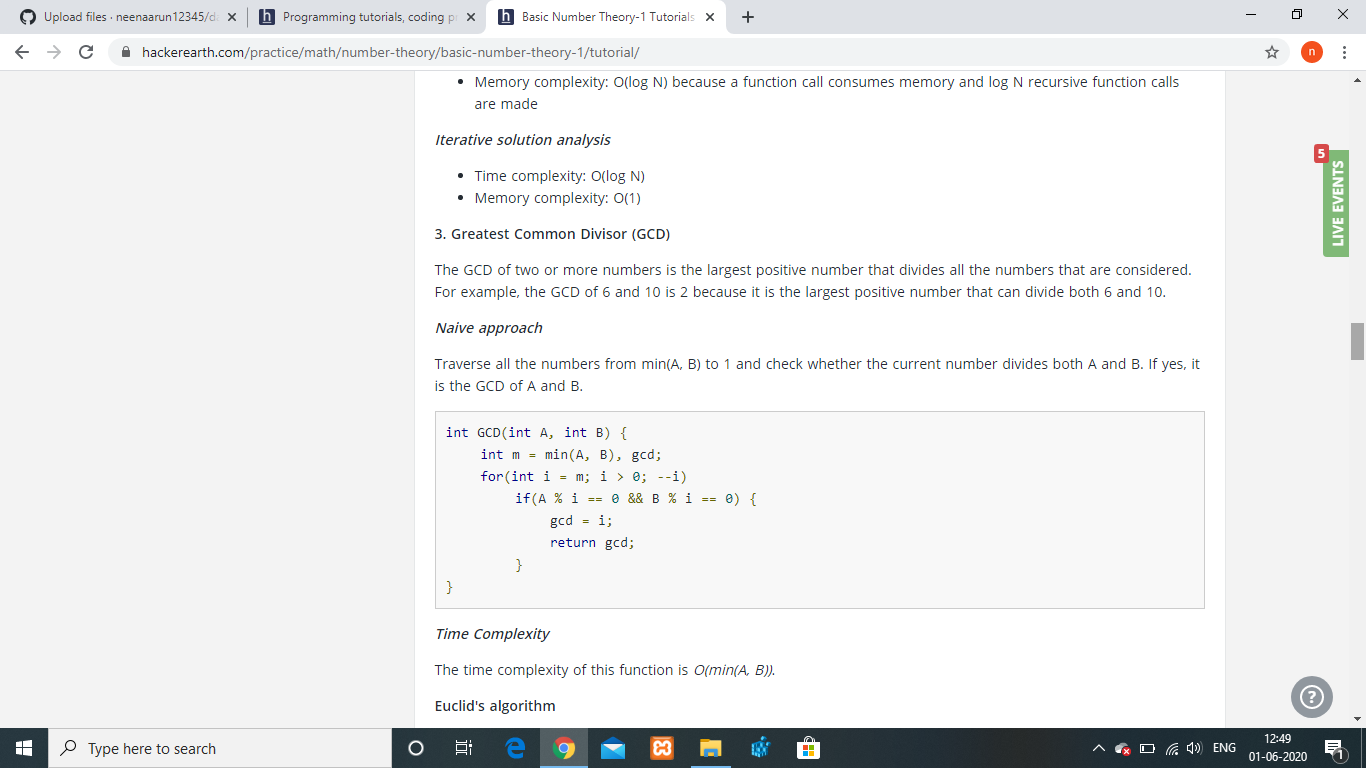 Upload files · neenaarun12345/da
Programming tutorials, coding pr
Basic Number Theory-1 Tutorials
hackerearth.com/practice/math/number-theory/basic-number-theory-1/tutorial/
n
• Memory complexity: O(log N) because a function call consumes memory and log N recursive function calls
are made
Iterative solution analysis
• Time complexity: O(log N)
• Memory complexity: O(1)
5
LIVE EVENTS
3. Greatest Common Divisor (GCD)
The GCD of two or more numbers is the largest positive number that divides all the numbers that are considered.
For example, the GCD of 6 and 10 is 2 because it is the largest positive number that can divide both 6 and 10.
Naive approach
Traverse all the numbers from min(A, B) to 1 and check whether the current number divides both A and B. If yes, it
is the GCD of A and B.
int GCD(int A, int B) {
    int m = min(A, B), gcd;
    for(int i = m; i > 0; --i)
        if(A % i == 0 && B % i == 0) {
            gcd = i;
            return gcd;
        }
}
Time Complexity
The time complexity of this function is O(min(A, B)).
Euclid's algorithm
?
Type here to search
ENG
12:49
01-06-2020
1